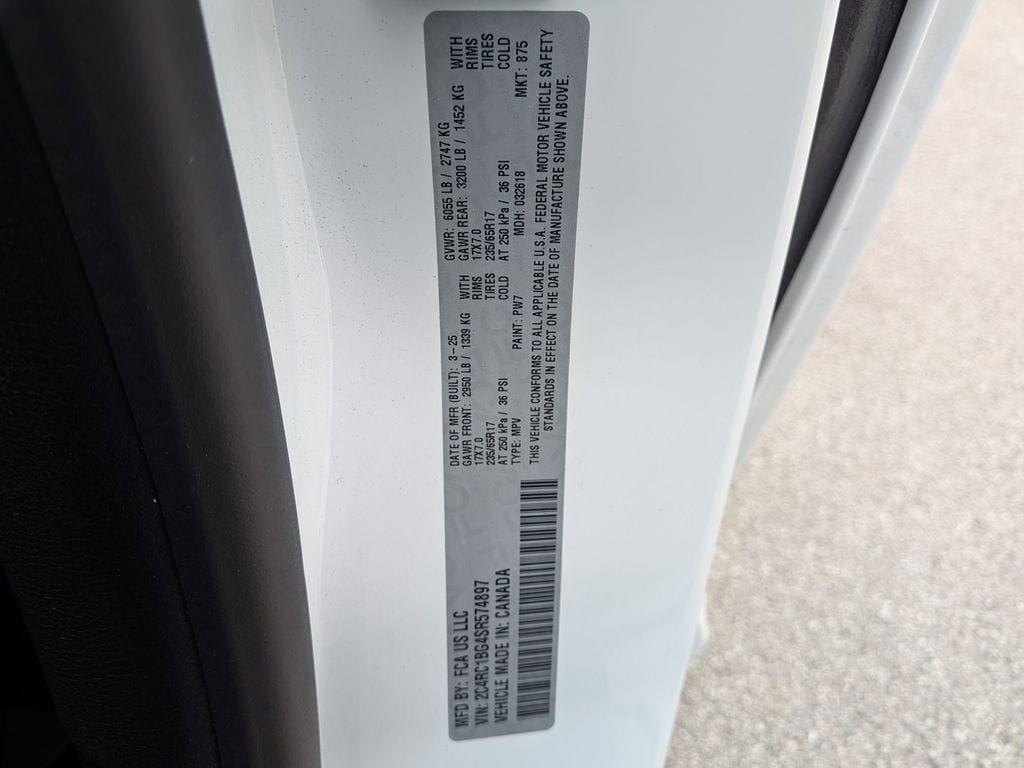 MFD BY: FCA US LLC
VIN: 2C4RC1BG4SR574897
VEHICLE MADE IN: CANADA
DATE OF MFR (BUILT): 3-25 GVWR: 6055 LB / 2747 KG
GAWR FRONT: 2950 LB / 1339 KG WITH GAWR REAR: 3200 LB / 1452 KG WITH
17X7.0 RIMS 17X7.0 RIMS
235/65R17 TIRES 235/65R17 TIRES
AT 250 kPa / 36 PSI COLD AT 250 kPa / 36 PSI COLD
TYPE: MPV PAINT: PW7 MDH: 032618 MKT: 875
THIS VEHICLE CONFORMS TO ALL APPLICABLE U.S.A. FEDERAL MOTOR VEHICLE SAFETY
STANDARDS IN EFFECT ON THE DATE OF MANUFACTURE SHOWN ABOVE.